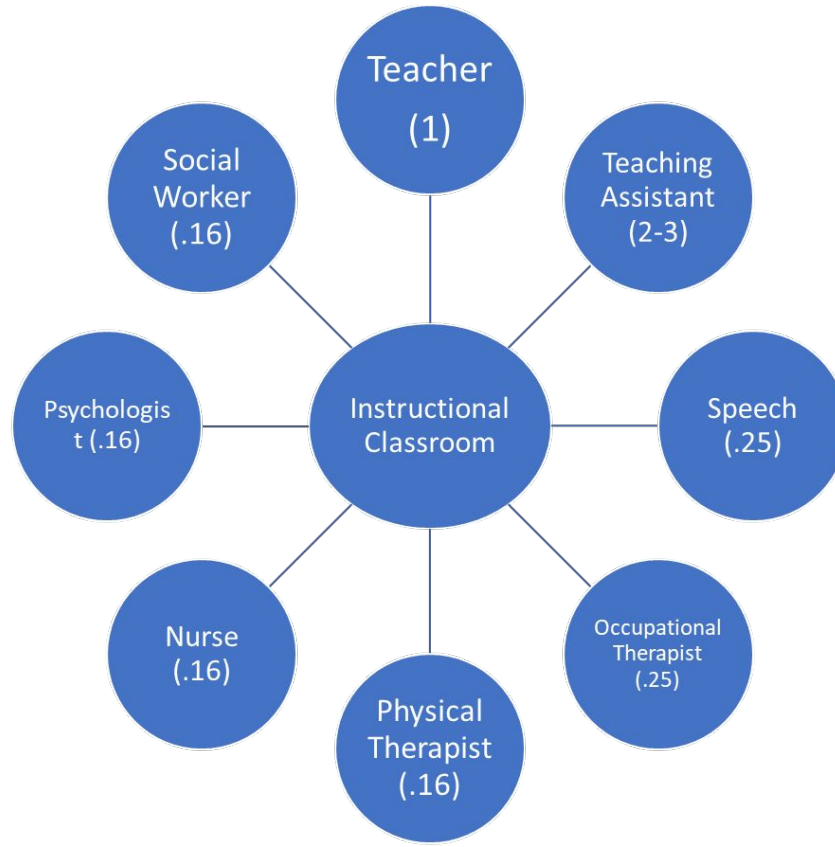 Teacher
(1)
Teaching
Assistant
(2-3)
Speech
(.25)
Occupational
Therapist
(.25)
Physical
Therapist
(.16)
Nurse
(.16)
Psychologis
t (.16)
Social
Worker
(.16)
Instructional
Classroom